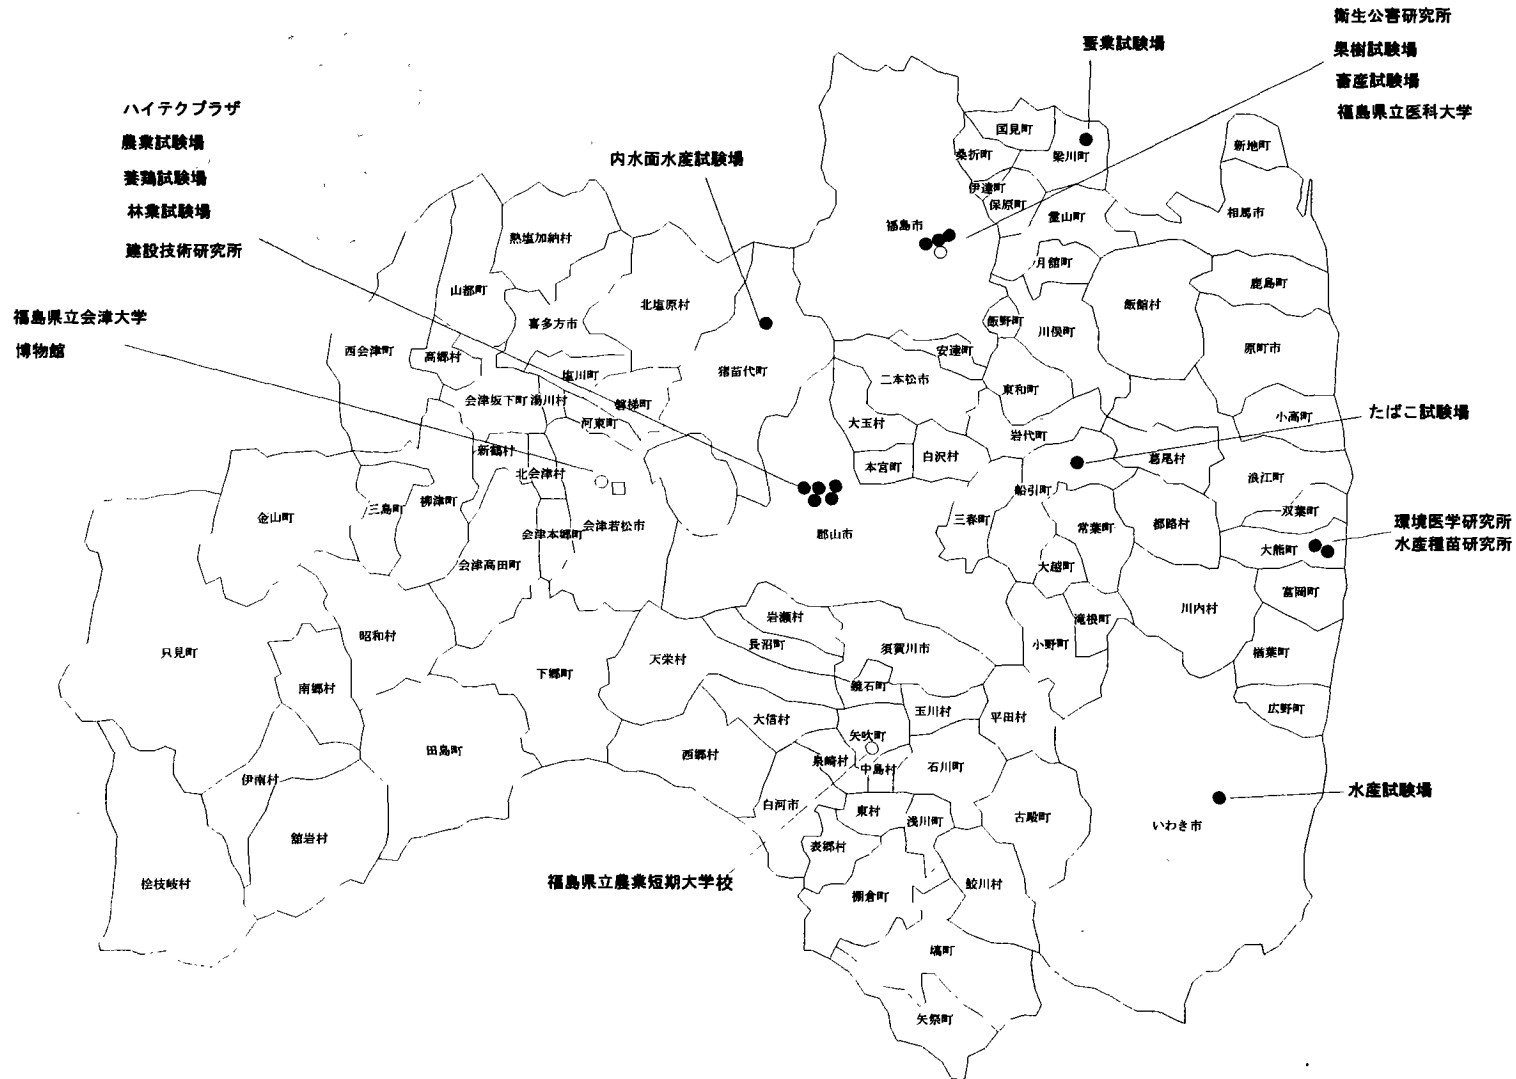 衛生公害研究所
蚕業試験場
果樹試験場
畜産試験場
福島県立医科大学
ハイテクプラザ
農業試験場
養鶏試験場
林業試験場
建設技術研究所
内水面水産試験場
福島県立会津大学
博物館
国見町
桑折町
梁川町
新地町
伊達町
保原町
霊山町
相馬市
福島市
熱塩加納村
月舘町
山都町
北塩原村
飯舘村
鹿島町
喜多方市
飯野町
川俣町
西会津町
高郷村
安達町
原町市
塩川町
猪苗代町
二本松市
東和町
会津坂下町
湯川村
磐梯町
河東町
大玉村
岩代町
小高町
たばこ試験場
新鶴村
北会津村
本宮町
白沢村
葛尾村
浪江町
金山町
三島町
柳津町
船引町
双葉町
三春町
常葉町
都路村
会津本郷町
会津若松市
郡山市
大熊町
環境医学研究所
水産種苗研究所
会津高田町
大越町
富岡町
岩瀬村
滝根町
川内村
昭和村
長沼町
須賀川市
小野町
只見町
楢葉町
天栄村
下郷町
南郷村
鏡石町
大信村
玉川村
平田村
広野町
矢吹町
田島町
西郷村
泉崎村
中島村
石川町
伊南村
白河市
東村
浅川町
古殿町
水産試験場
いわき市
舘岩村
表郷村
桧枝岐村
福島県立農業短期大学校
棚倉町
鮫川村
塙町
矢祭町